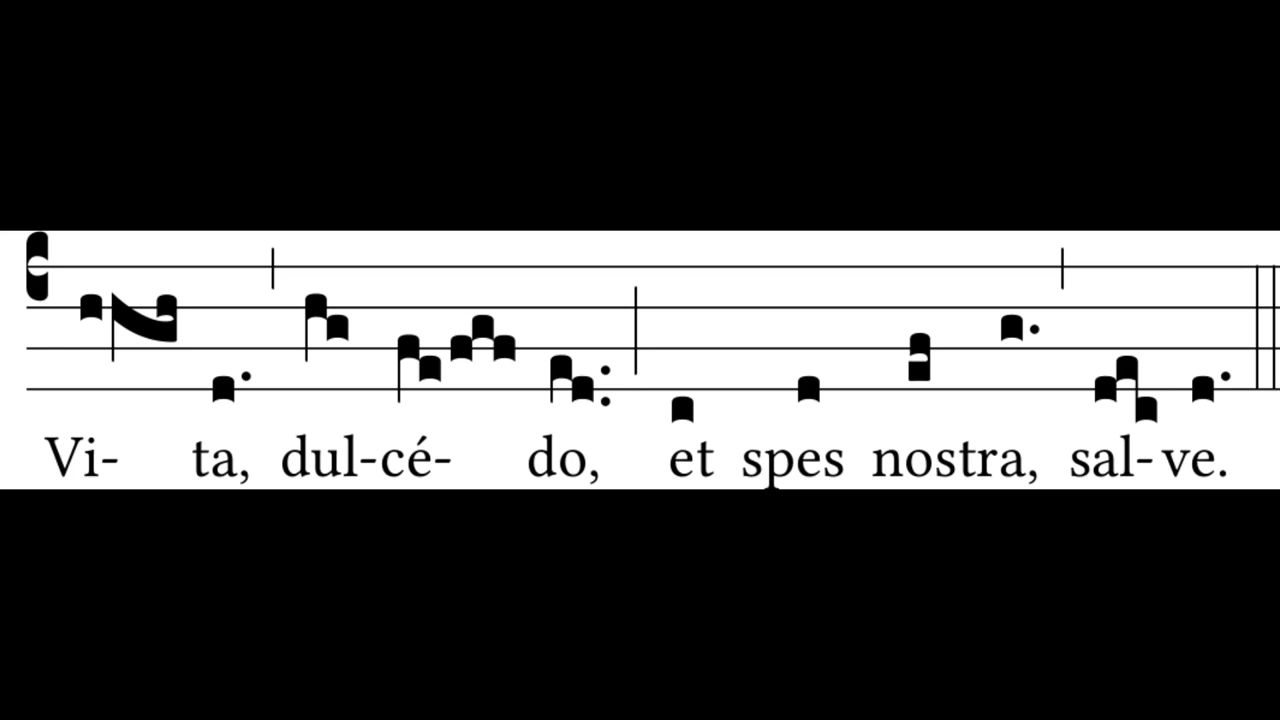 Vi- ta, dul-cé- do, et spes nostra, sal-ve.